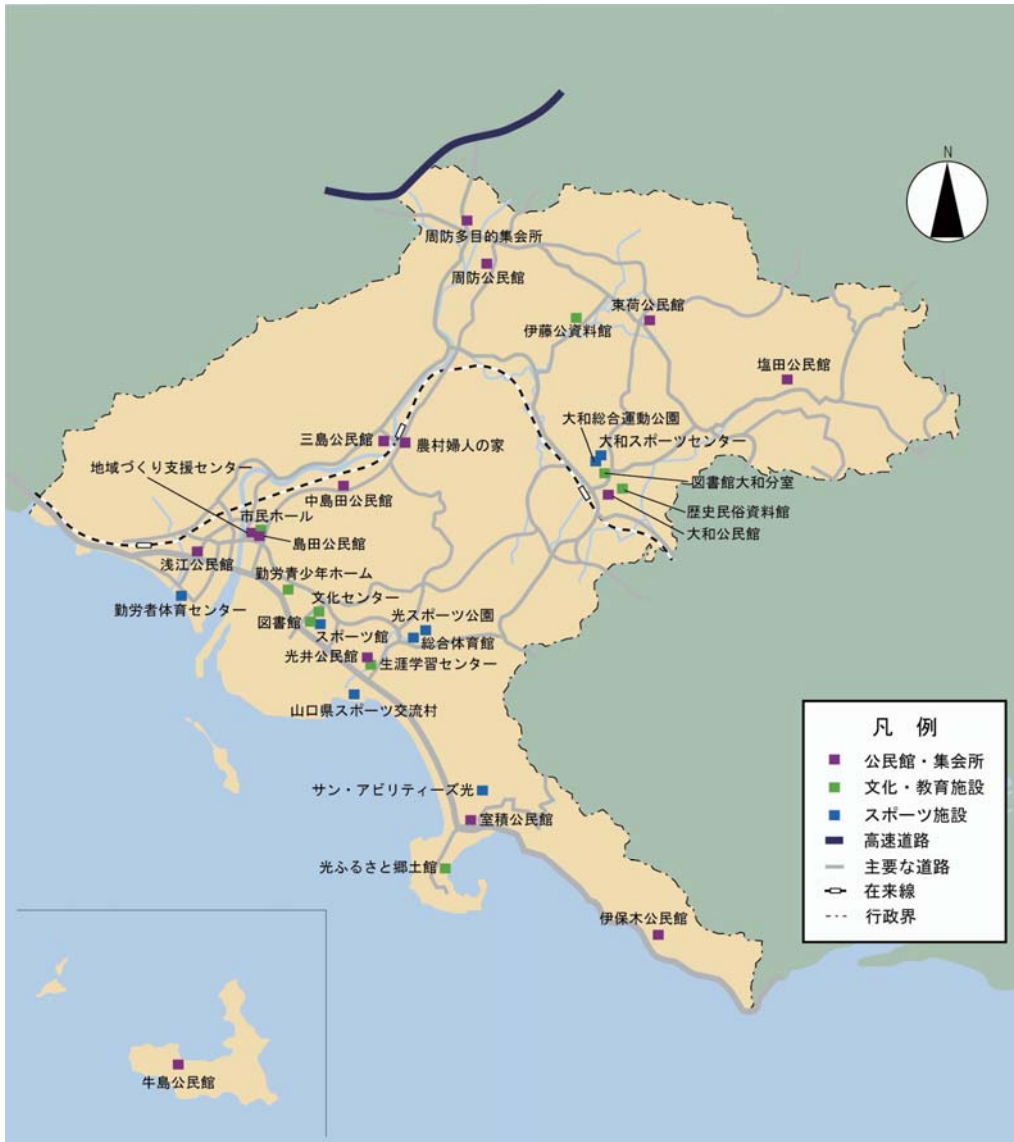 N
周防多目的集会所
周防公民館
束荷公民館
伊藤公資料館
塩田公民館
大和総合運動公園
大和スポーツセンター
三島公民館
農村婦人の家
地域づくり支援センター
図書館大和分室
中島田公民館
歴史民俗資料館
市民ホール
大和公民館
島田公民館
浅江公民館
勤労青少年ホーム
勤労者体育センター
文化センター
光スポーツ公園
図書館
スポーツ館
総合体育館
光井公民館
生涯学習センター
山口県スポーツ交流村
サン・アビリティーズ光
室積公民館
光ふるさと郷土館
伊保木公民館
牛島公民館
凡 例
公民館・集会所
文化・教育施設
スポーツ施設
高速道路
主要な道路
在来線
行政界